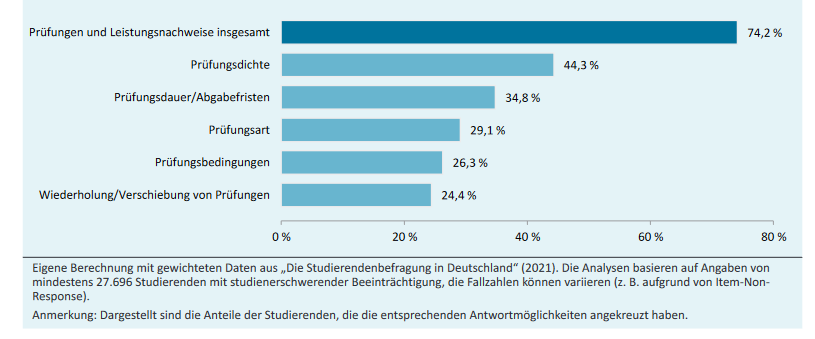 Prüfungen und Leistungsnachweise insgesamt 74,2 %
Prüfungsdichte 44,3 %
Prüfungsdauer/Abgabefristen 34,8 %
Prüfungsart 29,1 %
Prüfungsbedingungen 26,3 %
Wiederholung/Verschiebung von Prüfungen 24,4 %
0 % 20 % 40 % 60 % 80 %
Eigene Berechnung mit gewichteten Daten aus „Die Studierendenbefragung in Deutschland“ (2021). Die Analysen basieren auf Angaben von
mindestens 27.696 Studierenden mit studienerschwerender Beeinträchtigung, die Fallzahlen können variieren (z. B. aufgrund von Item-Non-
Response).
Anmerkung: Dargestellt sind die Anteile der Studierenden, die die entsprechenden Antwortmöglichkeiten angekreuzt haben.